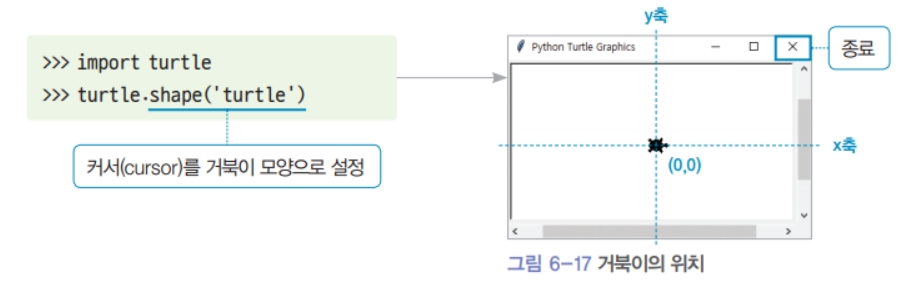 y축
Python Turtle Graphics
종료
>>> import turtle
>>> turtle.shape('turtle')
커서(cursor)를 거북이 모양으로 설정
x축
(0,0)
그림 6-17 거북이의 위치